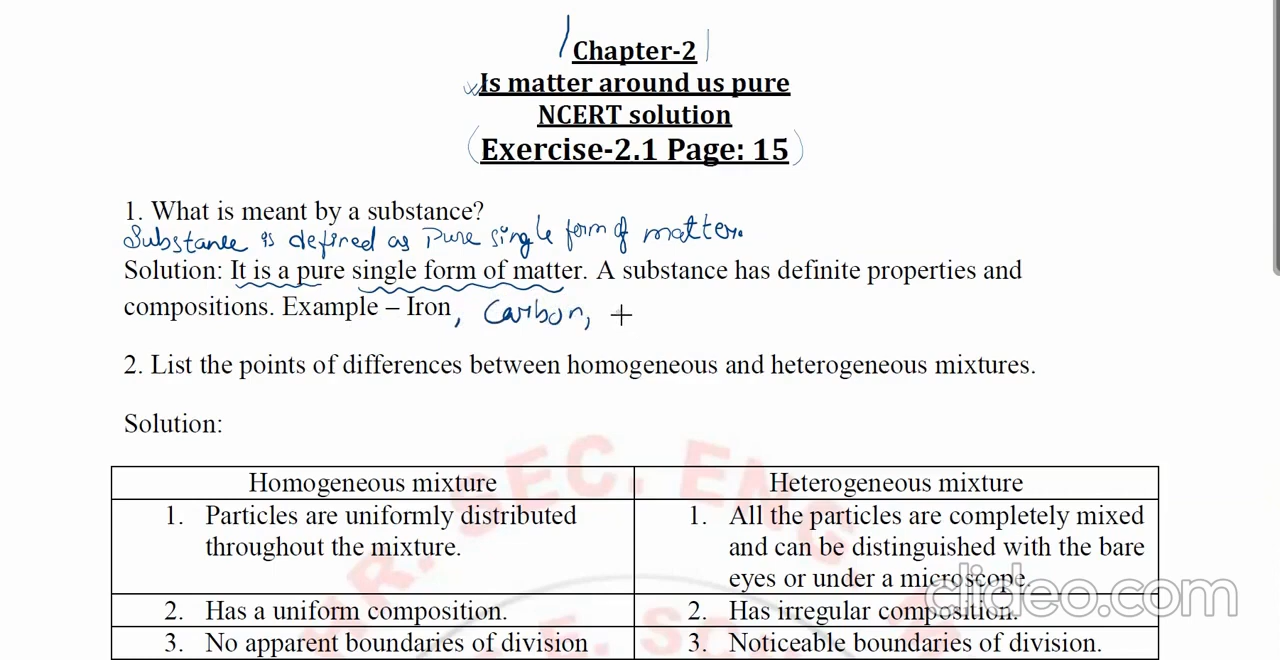 Chapter-2
Is matter around us pure
NCERT solution
Exercise-2.1 Page: 15
1. What is meant by a substance?
Substance is defined as Pure single form of matter.
Solution: It is a pure single form of matter. A substance has definite properties and
compositions. Example – Iron, Carbon,
2. List the points of differences between homogeneous and heterogeneous mixtures.
Solution:
Homogeneous mixture Heterogeneous mixture
1. Particles are uniformly distributed 1. All the particles are completely mixed
throughout the mixture. and can be distinguished with the bare
eyes or under a microscope.
2. Has a uniform composition. 2. Has irregular composition.
3. No apparent boundaries of division 3. Noticeable boundaries of division.
SEC. ENG.
clideo.com